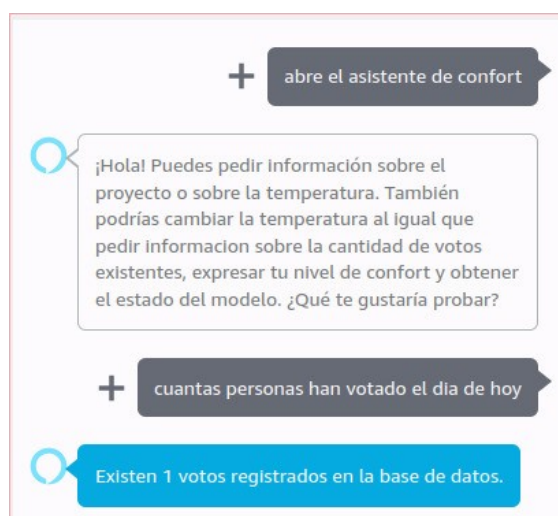 abre el asistente de confort
¡Hola! Puedes pedir información sobre el
proyecto o sobre la temperatura. También
podrías cambiar la temperatura al igual que
pedir informacion sobre la cantidad de votos
existentes, expresar tu nivel de confort y obtener
el estado del modelo. ¿Qué te gustaría probar?
cuantas personas han votado el dia de hoy
Existen 1 votos registrados en la base de datos.